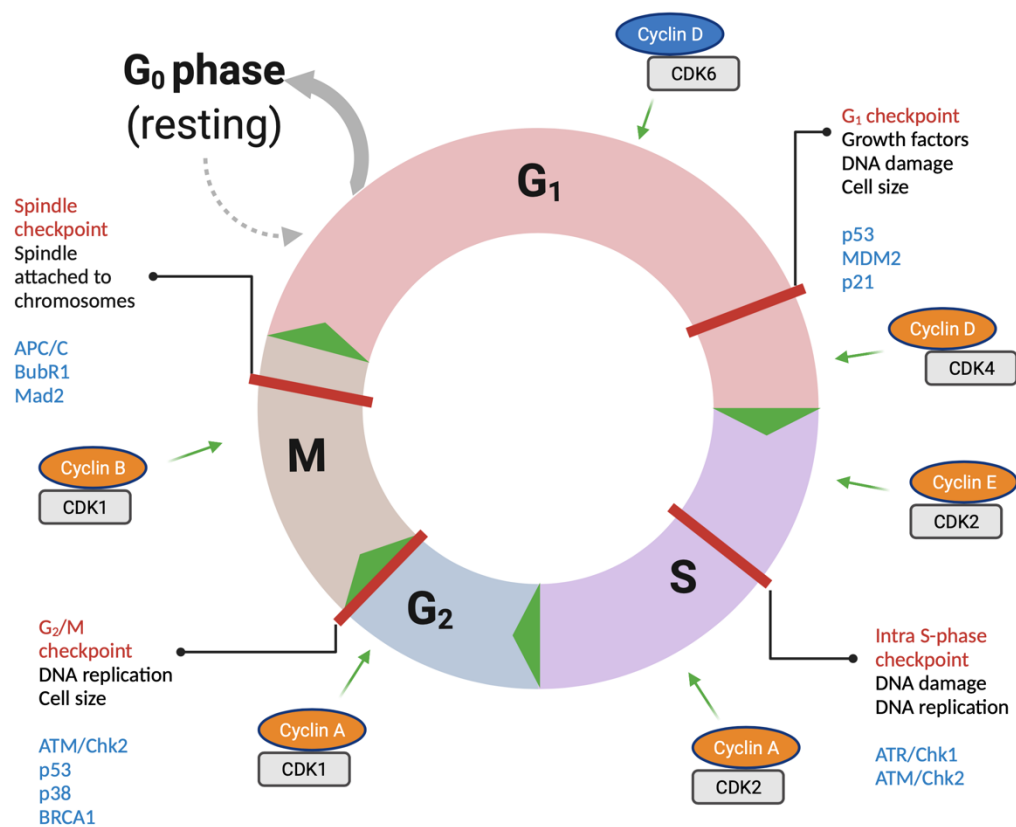 Cyclin D
CDK6
G₀ phase
(resting)
G₁ checkpoint
Growth factors
DNA damage
Cell size
p53
MDM2
p21
G₁
Spindle
checkpoint
Spindle
attached to
chromosomes
APC/C
BubR1
Mad2
Cyclin D
CDK4
M
Cyclin B
CDK1
Cyclin E
CDK2
S
G₂
G₂/M
checkpoint
DNA replication
Cell size
ATM/Chk2
p53
p38
BRCA1
Intra S-phase
checkpoint
DNA damage
DNA replication
ATR/Chk1
ATM/Chk2
Cyclin A
CDK1
Cyclin A
CDK2